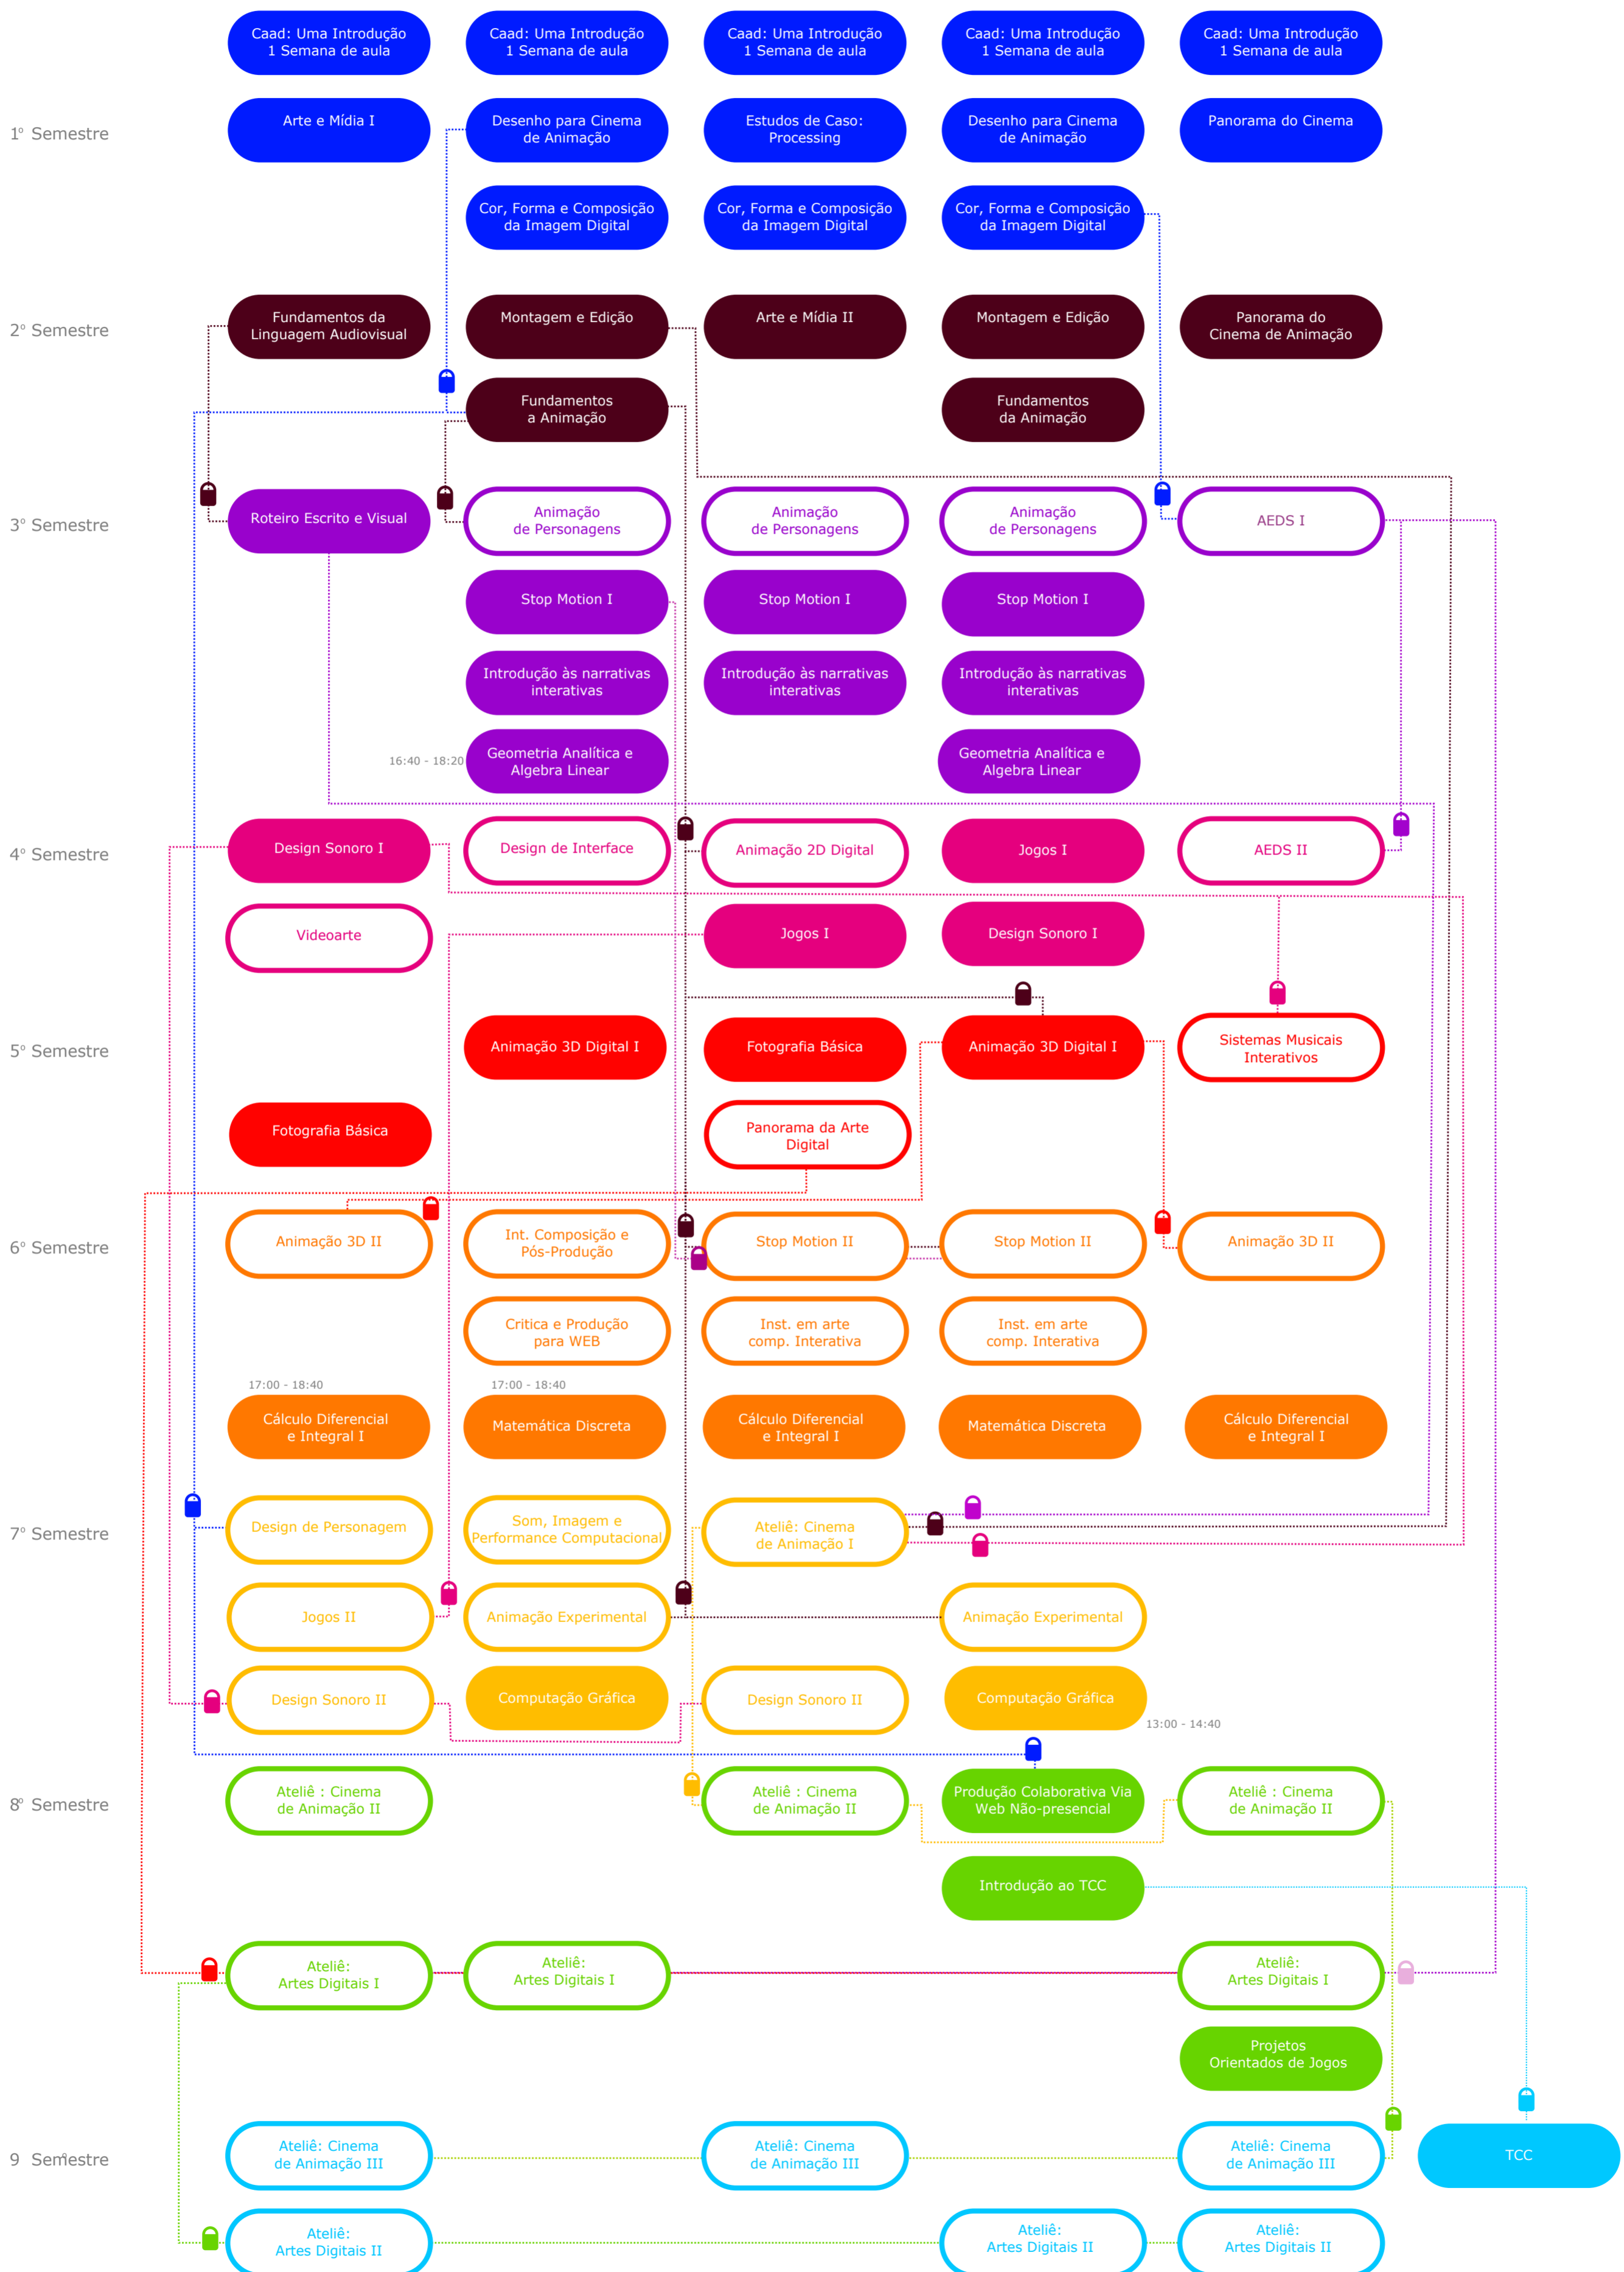 Caad: Uma Introdução
1 Semana de aula
Caad: Uma Introdução
1 Semana de aula
Caad: Uma Introdução
1 Semana de aula
Caad: Uma Introdução
1 Semana de aula
Caad: Uma Introdução
1 Semana de aula
1º Semestre
Arte e Mídia I
Desenho para Cinema
de Animação
Estudos de Caso:
Processing
Desenho para Cinema
de Animação
Panorama do Cinema
Cor, Forma e Composição
da Imagem Digital
Cor, Forma e Composição
da Imagem Digital
Cor, Forma e Composição
da Imagem Digital
2º Semestre
Fundamentos da
Linguagem Audiovisual
Montagem e Edição
Arte e Mídia II
Montagem e Edição
Panorama do
Cinema de Animação
Fundamentos
a Animação
Fundamentos
da Animação
3º Semestre
Roteiro Escrito e Visual
Animação
de Personagens
Animação
de Personagens
Animação
de Personagens
AEDS I
Stop Motion I
Stop Motion I
Stop Motion I
Introdução às narrativas
interativas
Introdução às narrativas
interativas
Introdução às narrativas
interativas
16:40 - 18:20
Geometria Analítica e
Algebra Linear
Geometria Analítica e
Algebra Linear
4º Semestre
Design Sonoro I
Design de Interface
Animação 2D Digital
Jogos I
AEDS II
Videoarte
Jogos I
Design Sonoro I
5º Semestre
Animação 3D Digital I
Fotografia Básica
Animação 3D Digital I
Sistemas Musicais
Interativos
Fotografia Básica
Panorama da Arte
Digital
6º Semestre
Animação 3D II
Int. Composição e
Pós-Produção
Stop Motion II
Stop Motion II
Animação 3D II
Critica e Produção
para WEB
Inst. em arte
comp. Interativa
Inst. em arte
comp. Interativa
17:00 - 18:40
17:00 - 18:40
Cálculo Diferencial
e Integral I
Matemática Discreta
Cálculo Diferencial
e Integral I
Matemática Discreta
Cálculo Diferencial
e Integral I
7º Semestre
Design de Personagem
Som, Imagem e
Performance Computacional
Ateliê: Cinema
de Animação I
Jogos II
Animação Experimental
Animação Experimental
Design Sonoro II
Computação Gráfica
Design Sonoro II
Computação Gráfica
13:00 - 14:40
8º Semestre
Ateliê : Cinema
de Animação II
Ateliê : Cinema
de Animação II
Produção Colaborativa Via
Web Não-presencial
Ateliê : Cinema
de Animação II
Introdução ao TCC
Ateliê:
Artes Digitais I
Ateliê:
Artes Digitais I
Ateliê:
Artes Digitais I
Projetos
Orientados de Jogos
9º Semestre
Ateliê: Cinema
de Animação III
Ateliê: Cinema
de Animação III
Ateliê: Cinema
de Animação III
TCC
Ateliê:
Artes Digitais II
Ateliê:
Artes Digitais II
Ateliê:
Artes Digitais II